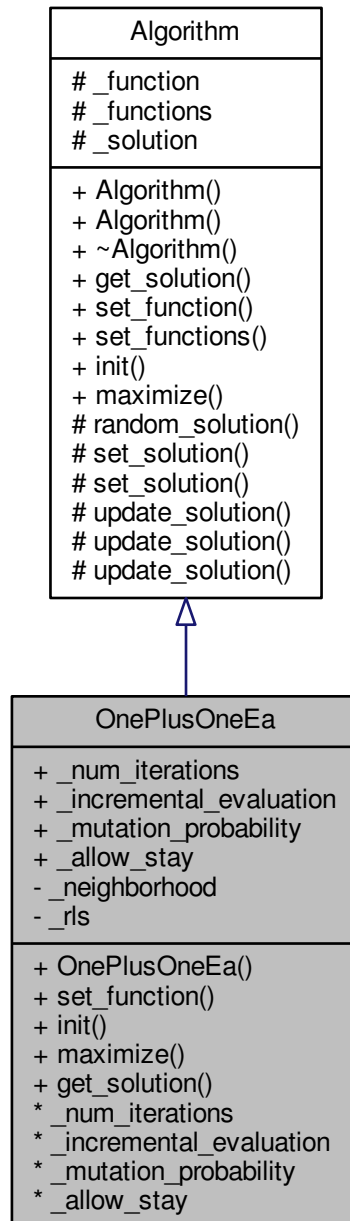 Algorithm
# _function
# _functions
# _solution
+ Algorithm()
+ Algorithm()
+ ~Algorithm()
+ get_solution()
+ set_function()
+ set_functions()
+ init()
+ maximize()
# random_solution()
# set_solution()
# set_solution()
# update_solution()
# update_solution()
# update_solution()
OnePlusOneEa
+ _num_iterations
+ _incremental_evaluation
+ _mutation_probability
+ _allow_stay
- _neighborhood
- _rls
+ OnePlusOneEa()
+ set_function()
+ init()
+ maximize()
+ get_solution()
* _num_iterations
* _incremental_evaluation
* _mutation_probability
* _allow_stay